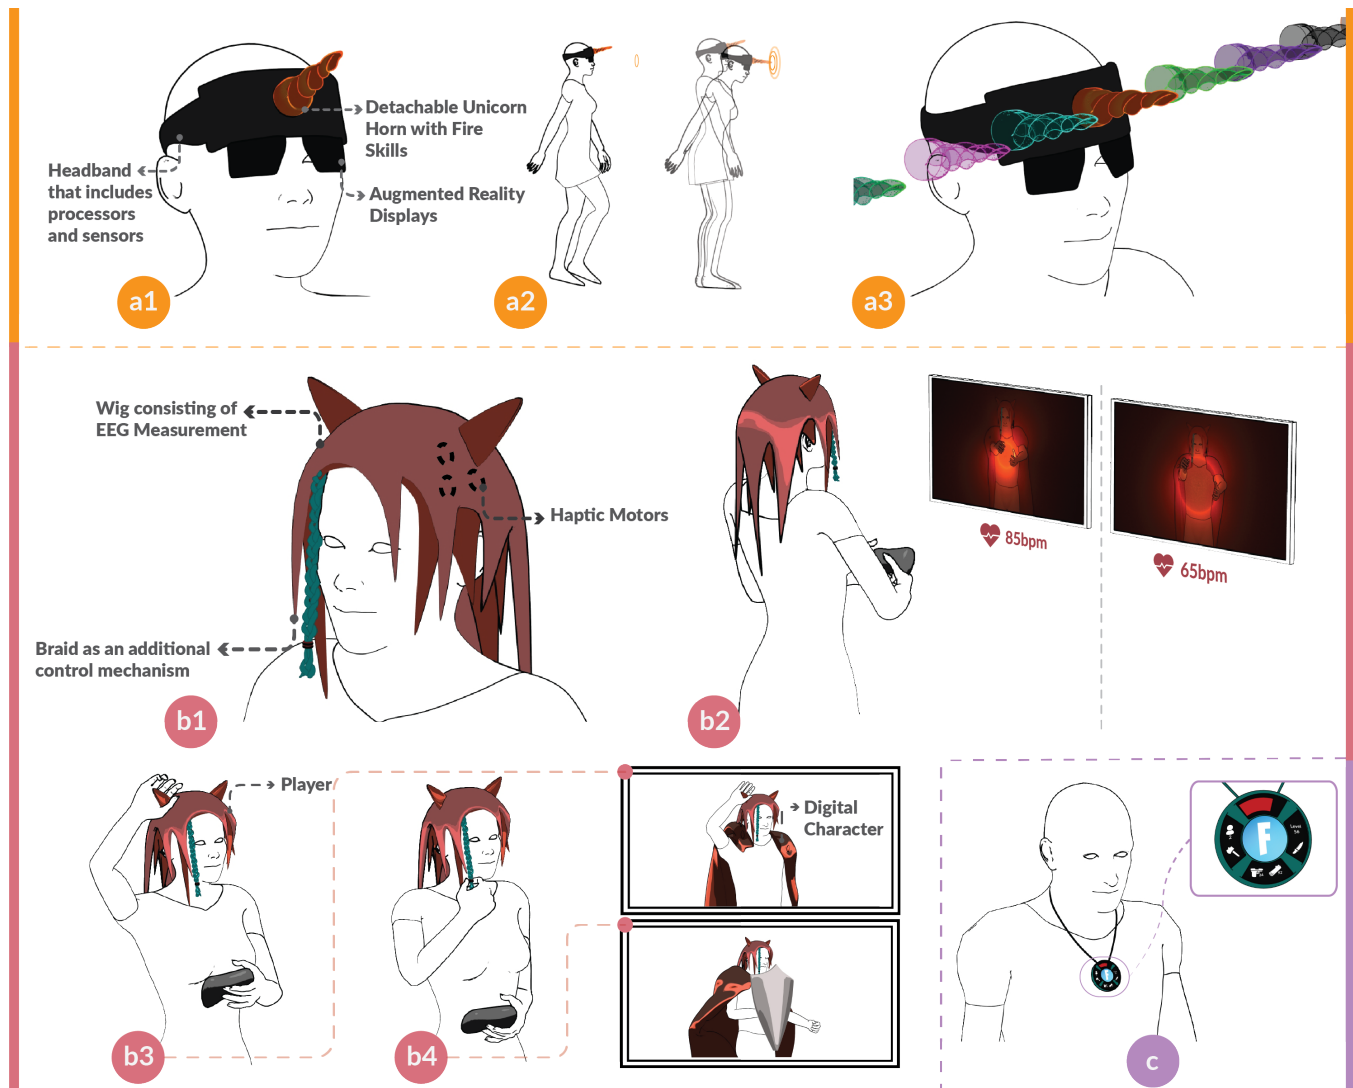 Detachable Unicorn
Horn with Fire
Skills
Headband
that includes
processors
and sensors
Augmented Reality
Displays
a1
a2
a3
Wig consisting of
EEG Measurement
Haptic Motors
Braid as an additional
control mechanism
85bpm
65bpm
b1
b2
Player
Digital
Character
F
Level
b3
b4
c